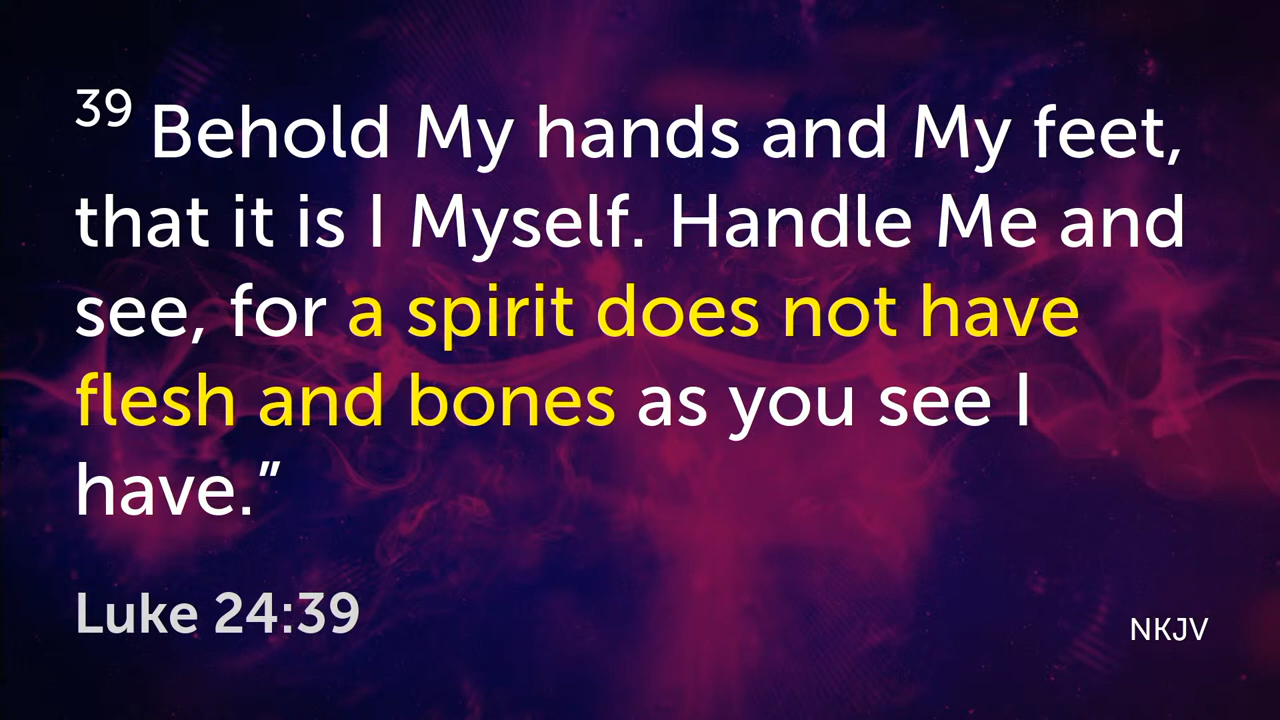 39 Behold My hands and My feet,
that it is I Myself. Handle Me and
see, for a spirit does not have
flesh and bones as you see I
have.”
Luke 24:39
NKJV